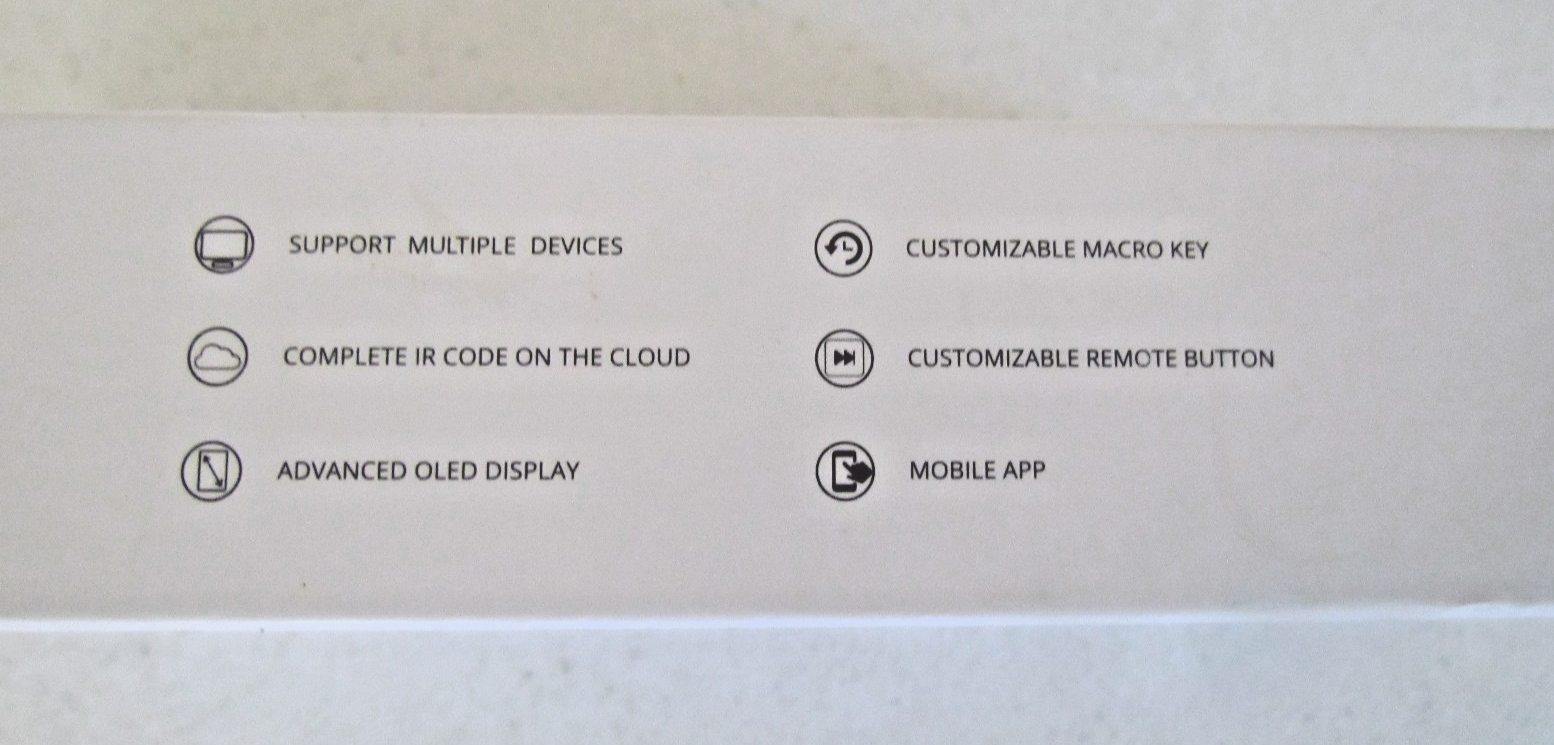 SUPPORT MULTIPLE DEVICES
COMPLETE IR CODE ON THE CLOUD
ADVANCED OLED DISPLAY
CUSTOMIZABLE MACRO KEY
CUSTOMIZABLE REMOTE BUTTON
MOBILE APP